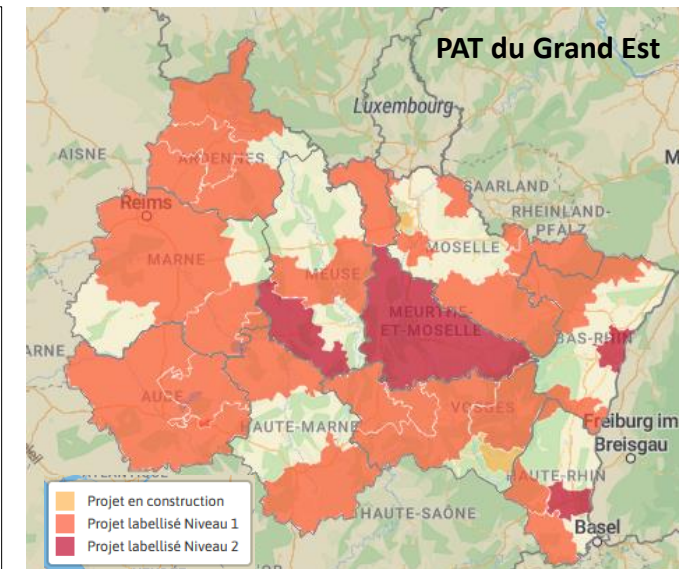 PAT du Grand Est
Luxembourg
AISNE
ARDENNES
SAARLAND
Reims
RHEINLAND-
PFALZ
MOSELLE
MARNE
MEUSE
MEURTHE-
ET-MOSELLE
BAS-RHIN
AUBE
VOSGES
HAUTE-MARNE
Freiburg im
Breisgau
HAUTE-RHIN
HAUTE-SAÔNE
Basel
Projet en construction
Projet labellisé Niveau 1
Projet labellisé Niveau 2